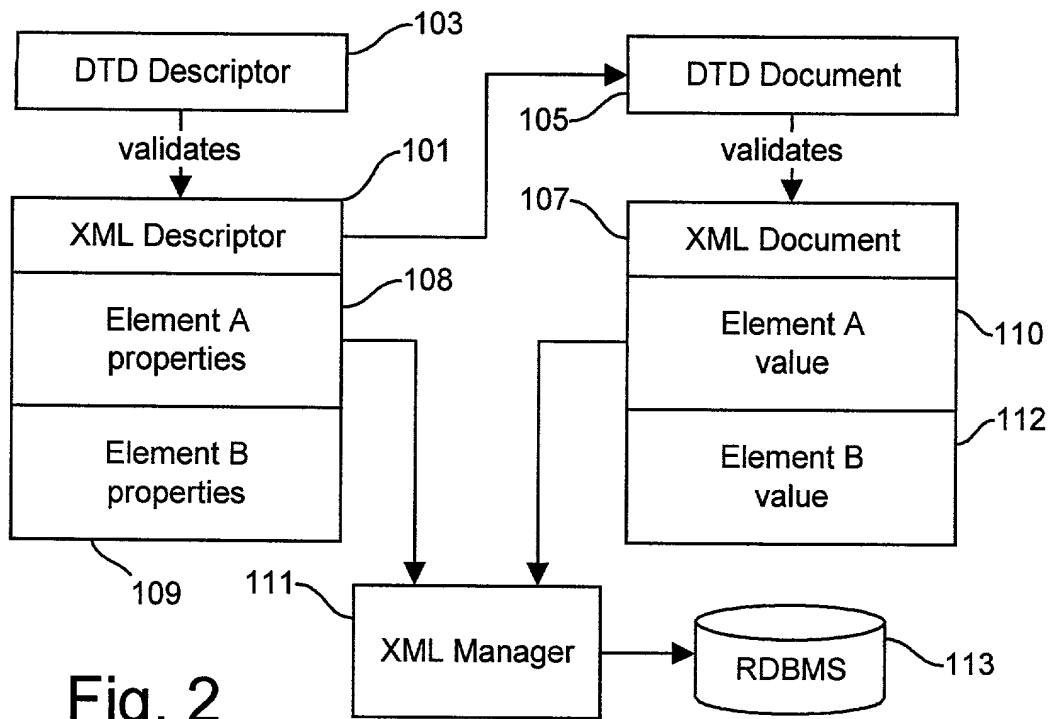 103
DTD Descriptor
DTD Document
105
validates
validates
101
107
XML Descriptor
XML Document
108
Element A
properties
Element A
value
110
112
Element B
properties
Element B
value
109
111
XML Manager
RDBMS
113
Fig. 2